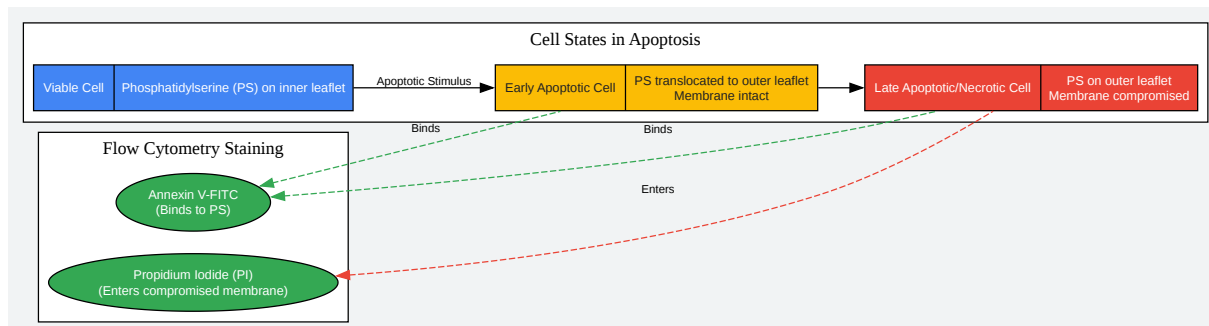 Cell States in Apoptosis
Viable Cell
Phosphatidylserine (PS) on inner leaflet
Apoptotic Stimulus
Early Apoptotic Cell
PS translocated to outer leaflet
Membrane intact
Late Apoptotic/Necrotic Cell
PS on outer leaflet
Membrane compromised
Binds
Binds
Flow Cytometry Staining
Annexin V-FITC
(Binds to PS)
Enters
Propidium Iodide (PI)
(Enters compromised membrane)